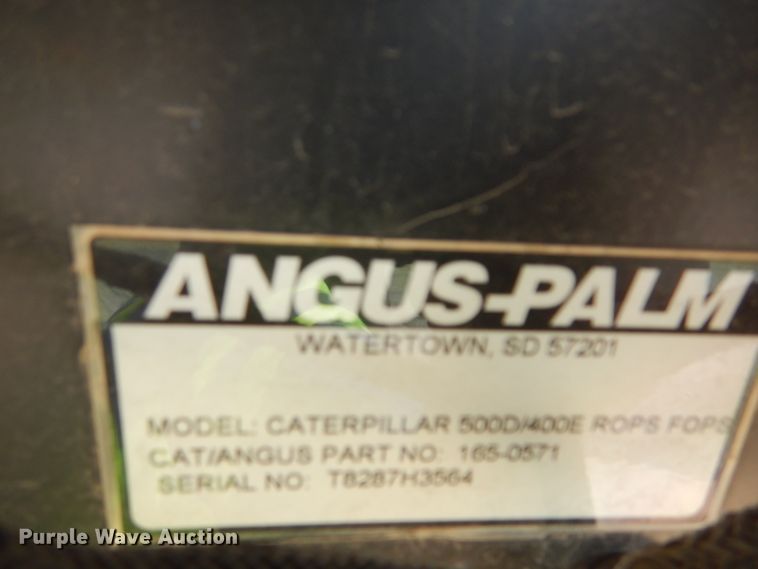 ANGUS-PALM
WATERTOWN, SD 57201
MODEL: CATERPILLAR 500D/400E ROPS FOPS
CAT/ANGUS PART NO: 165-0571
SERIAL NO: T8287H3564
Purple Wave Auction